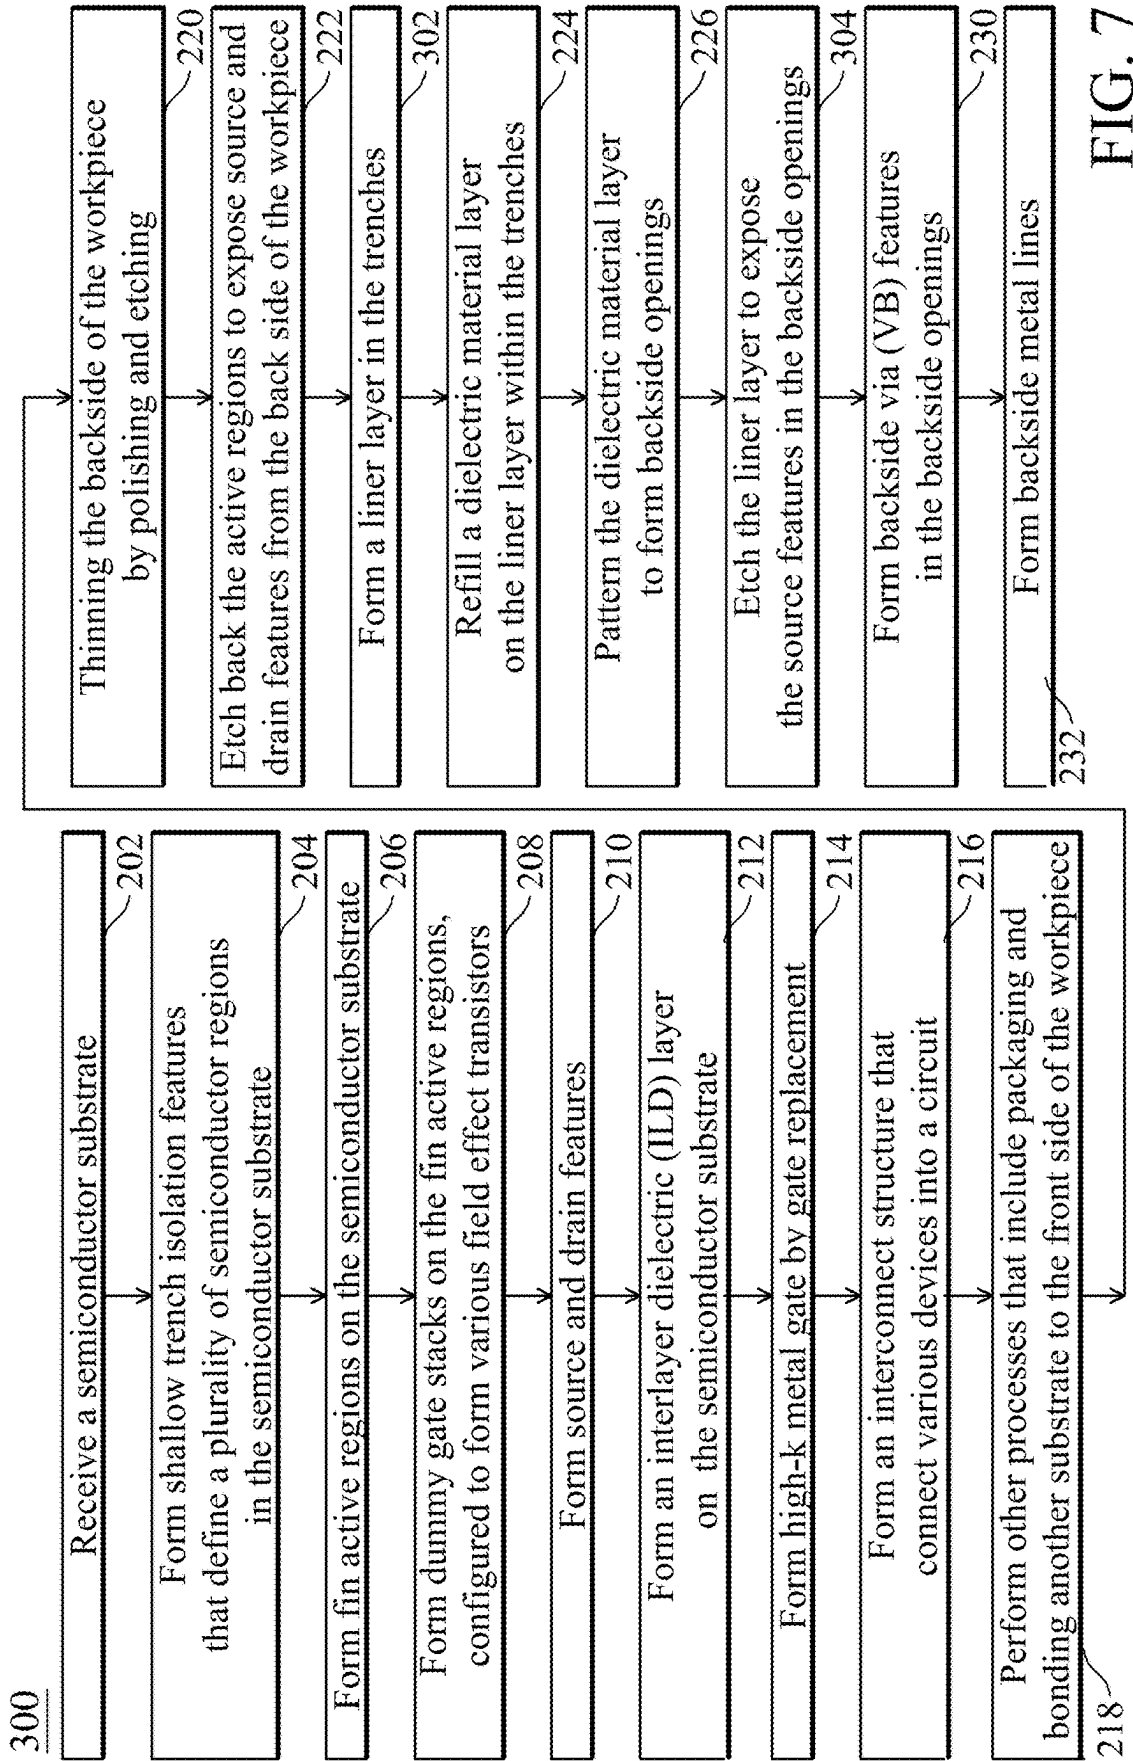 300
Receive a semiconductor substrate
202
Form shallow trench isolation features
that define a plurality of semiconductor regions
in the semiconductor substrate
204
Form fin active regions on the semiconductor substrate
206
Form dummy gate stacks on the fin active regions,
configured to form various field effect transistors
208
Form source and drain features
210
Form an interlayer dielectric (ILD) layer
on the semiconductor substrate
212
Form high-k metal gate by gate replacement
214
Form an interconnect structure that
connect various devices into a circuit
216
Perform other processes that include packaging and
bonding another substrate to the front side of the workpiece
218
Thinning the backside of the workpiece
by polishing and etching
220
Etch back the active regions to expose source and
drain features from the back side of the workpiece
222
Form a liner layer in the trenches
302
Refill a dielectric material layer
on the liner layer within the trenches
224
Pattern the dielectric material layer
to form backside openings
226
Etch the liner layer to expose
the source features in the backside openings
304
Form backside via (VB) features
in the backside openings
230
Form backside metal lines
232
FIG. 7